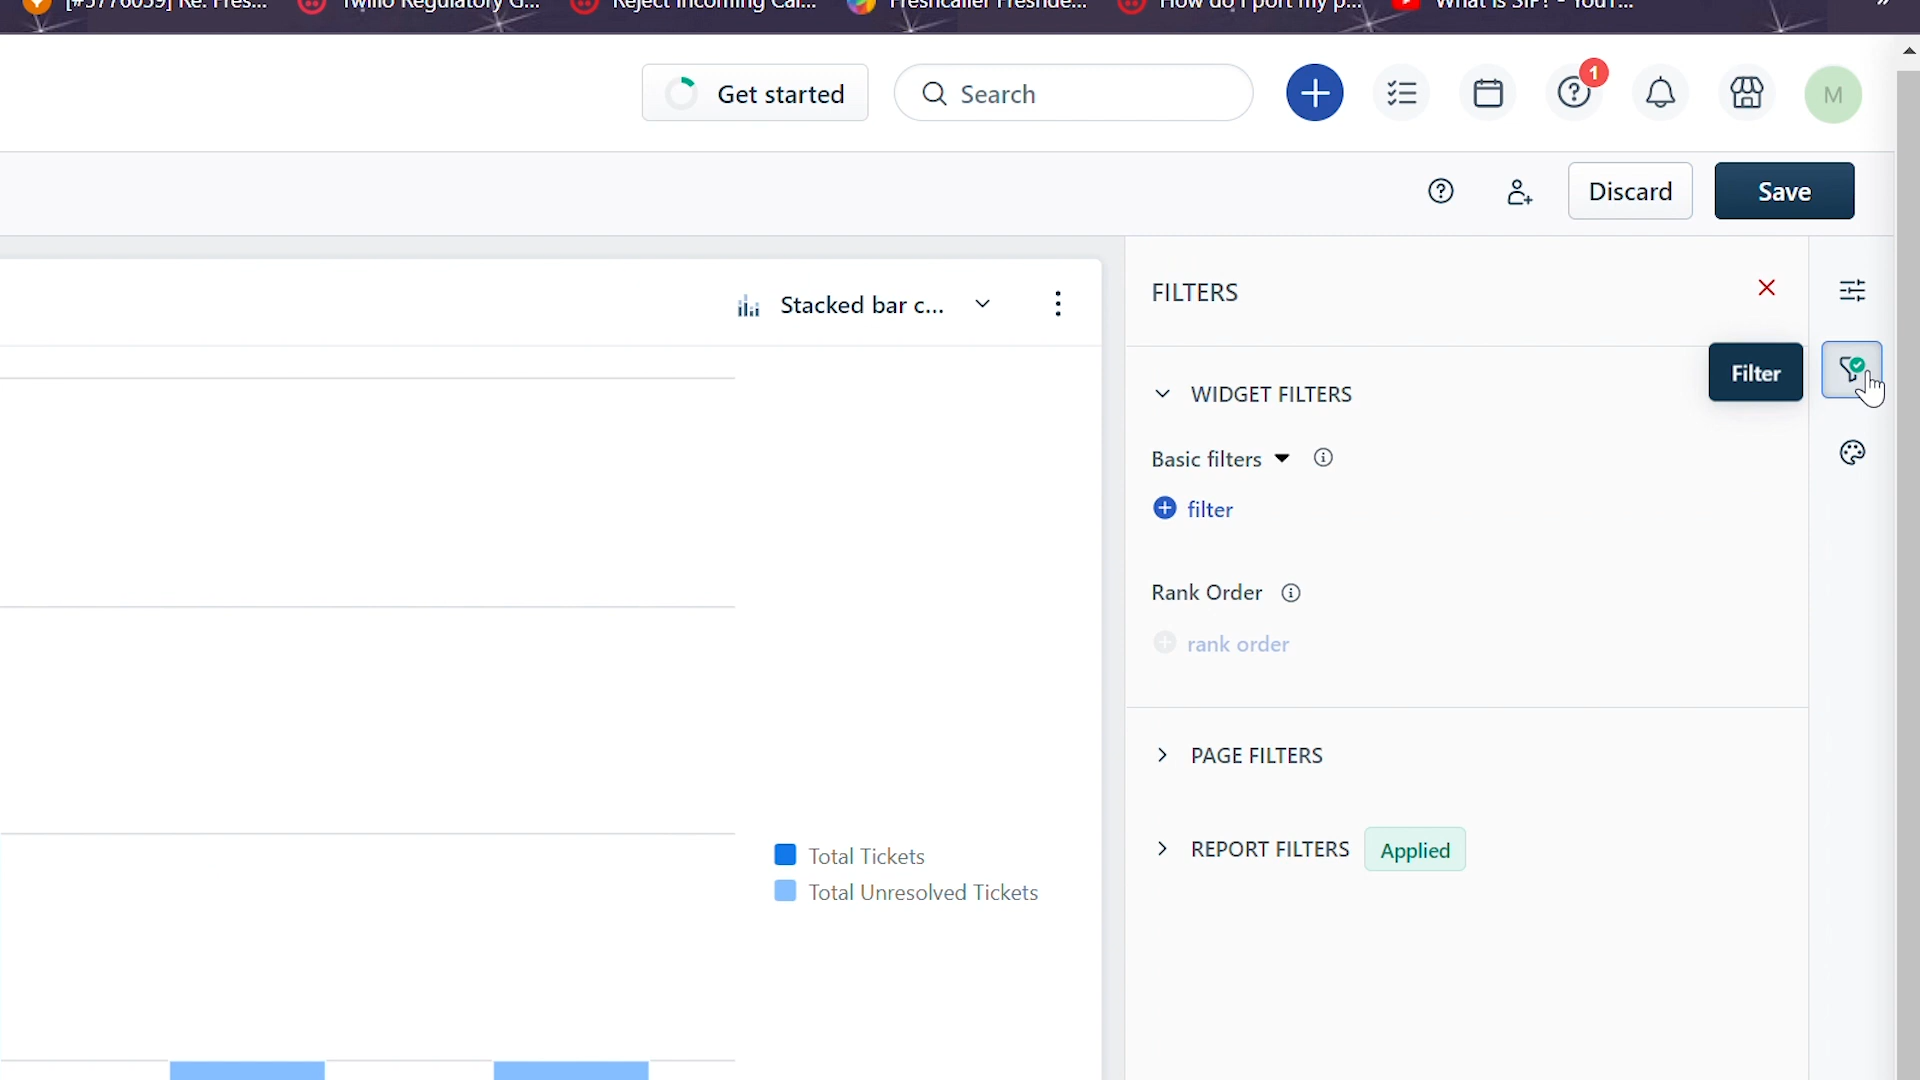 [#5776059] Re: Fres...
Twilio Regulatory G...
Reject Incoming Cal...
Freshcaller Freshde...
How do I port my p...
What is SIP? - YouT...
»
Get started
Search
1
M
Discard
Save
Stacked bar c...
FILTERS
Filter
WIDGET FILTERS
Basic filters
filter
Rank Order
rank order
PAGE FILTERS
REPORT FILTERS Applied
Total Tickets
Total Unresolved Tickets